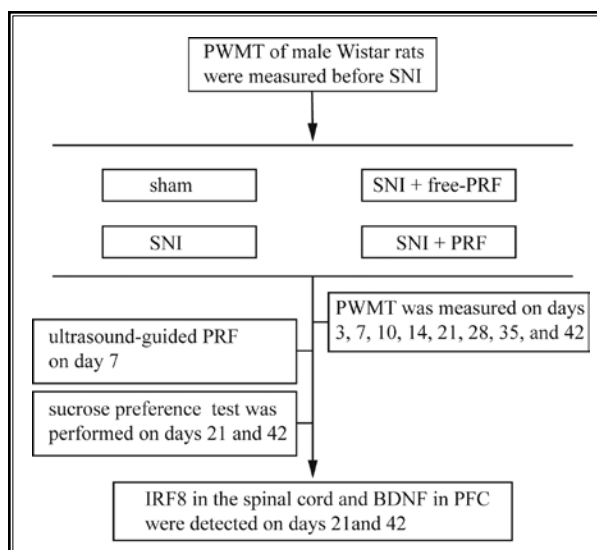 PWMT of male Wistar rats
were measured before SNI
sham
SNI + free-PRF
SNI
SNI + PRF
PWMT was measured on days
3, 7, 10, 14, 21, 28, 35, and 42
ultrasound-guided PRF
on day 7
sucrose preference test was
performed on days 21 and 42
IRF8 in the spinal cord and BDNF in PFC
were detected on days 21and 42